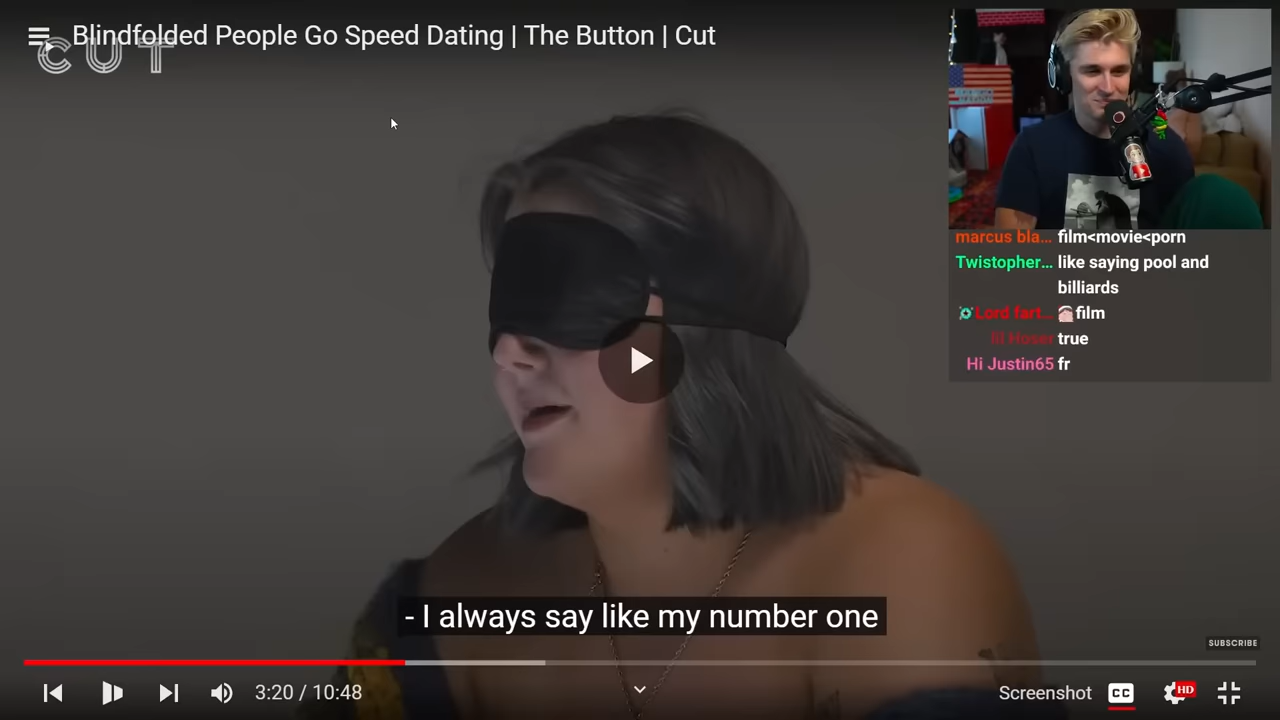 Blindfolded People Go Speed Dating | The Button | Cut
CUT
marcus bla... film<movie<porn
Twistopher... like saying pool and
billiards
Lord fart... film
lil Hoser true
Hi Justin65 fr
- I always say like my number one
SUBSCRIBE
3:20 / 10:48
Screenshot
CC
HD